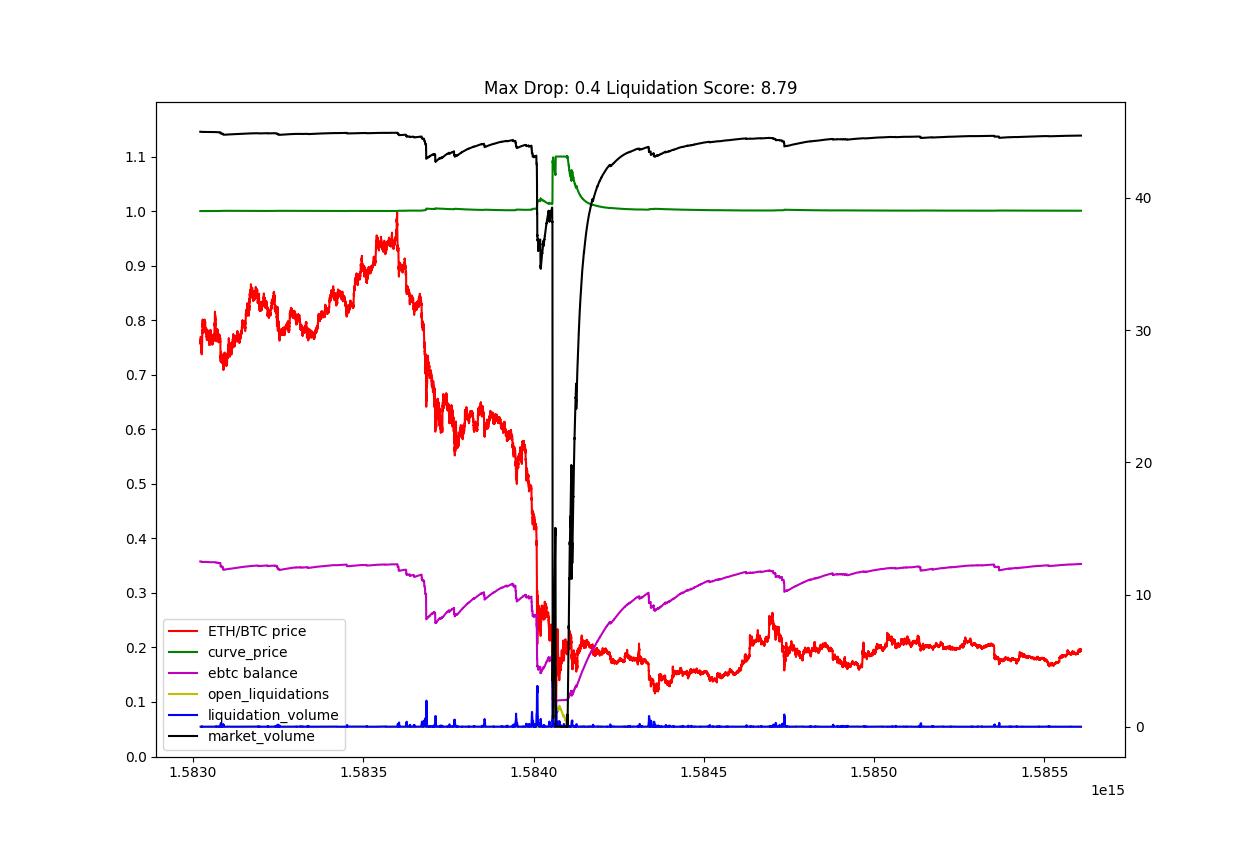 Max Drop: 0.4 Liquidation Score: 8.79
1.1
1.0
0.9
0.8
0.7
0.6
0.5
0.4
0.3
0.2
0.1
0.0
40
30
20
10
0
ETH/BTC price
curve_price
ebtc balance
open_liquidations
liquidation_volume
market_volume
1.5830 1.5835 1.5840 1.5845 1.5850 1.5855
1e15